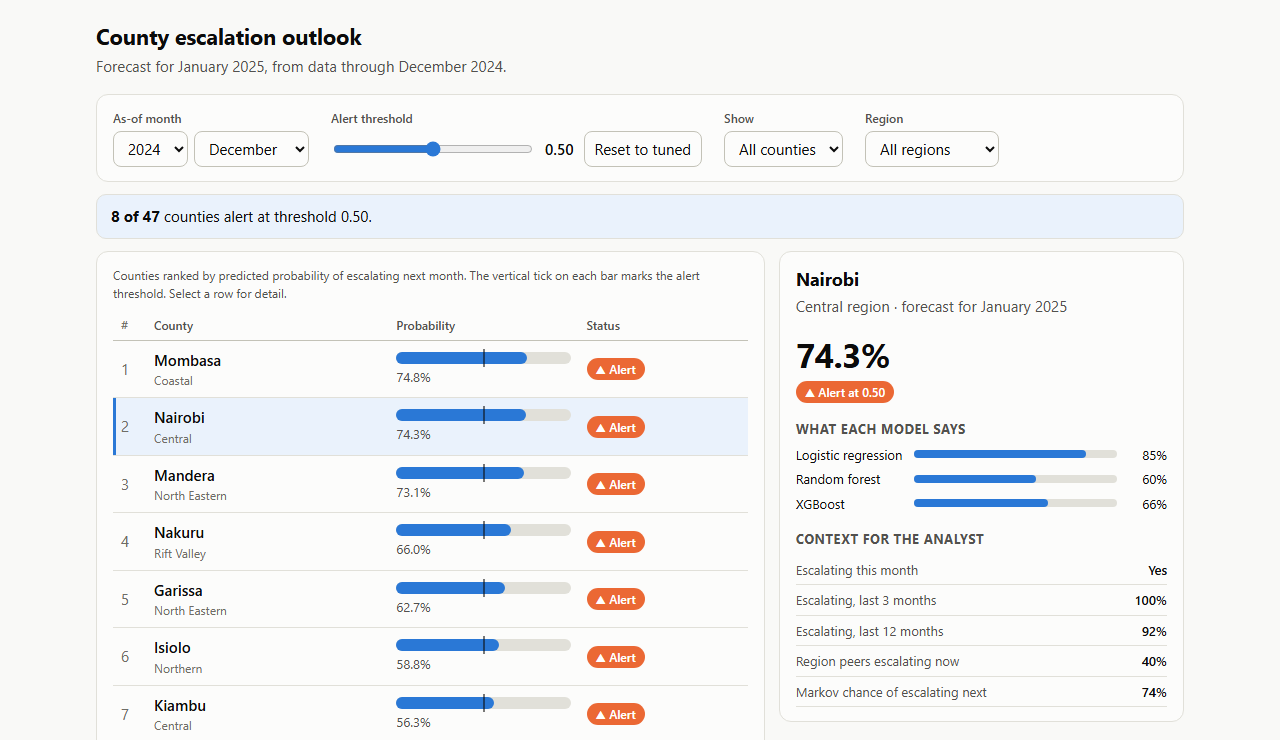 County escalation outlook
Forecast for January 2025, from data through December 2024.
As-of month
Alert threshold
Show
Region
2024
December
0.50
Reset to tuned
All counties
All regions
8 of 47 counties alert at threshold 0.50.
Counties ranked by predicted probability of escalating next month. The vertical tick on each bar marks the alert
threshold. Select a row for detail.
# County Probability Status
1 Mombasa
Coastal
74.8%
▲ Alert
2 Nairobi
Central
74.3%
▲ Alert
3 Mandera
North Eastern
73.1%
▲ Alert
4 Nakuru
Rift Valley
66.0%
▲ Alert
5 Garissa
North Eastern
62.7%
▲ Alert
6 Isiolo
Northern
58.8%
▲ Alert
7 Kiambu
Central
56.3%
▲ Alert
Nairobi
Central region · forecast for January 2025
74.3%
▲ Alert at 0.50
WHAT EACH MODEL SAYS
Logistic regression 85%
Random forest 60%
XGBoost 66%
CONTEXT FOR THE ANALYST
Escalating this month Yes
Escalating, last 3 months 100%
Escalating, last 12 months 92%
Region peers escalating now 40%
Markov chance of escalating next 74%